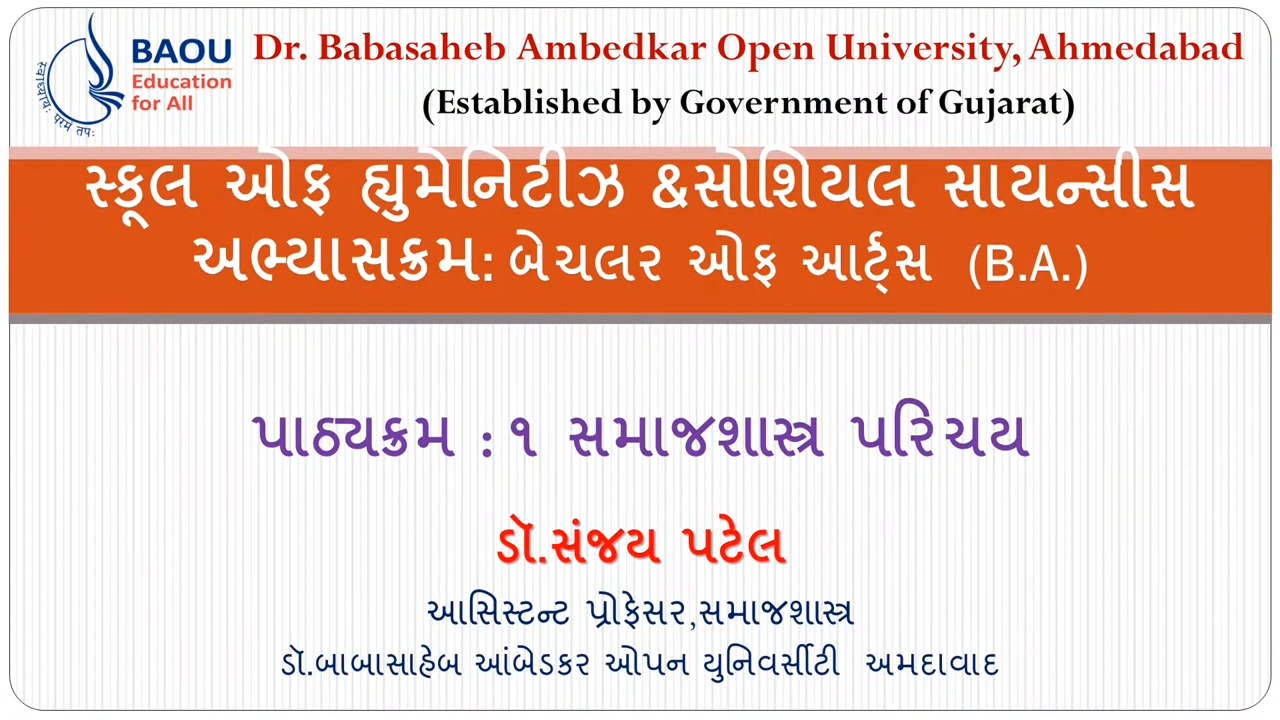 BAOU
Education
for All
स्वाध्यायः परमं तपः
Dr. Babasaheb Ambedkar Open University, Ahmedabad
(Established by Government of Gujarat)
સ્કૂલ ઓફ હ્યુમેનિટીઝ &સોશિયલ સાયન્સીસ
અભ્યાસક્રમ: બેચલર ઓફ આર્ટ્સ (B.A.)
પાઠ્યક્રમ : ૧ સમાજશાસ્ત્ર પરિચય
ડૉ.સંજય પટેલ
આસિસ્ટન્ટ પ્રોફેસર,સમાજશાસ્ત્ર
ડૉ.બાબાસાહેબ આંબેડકર ઓપન યુનિવર્સીટી અમદાવાદ